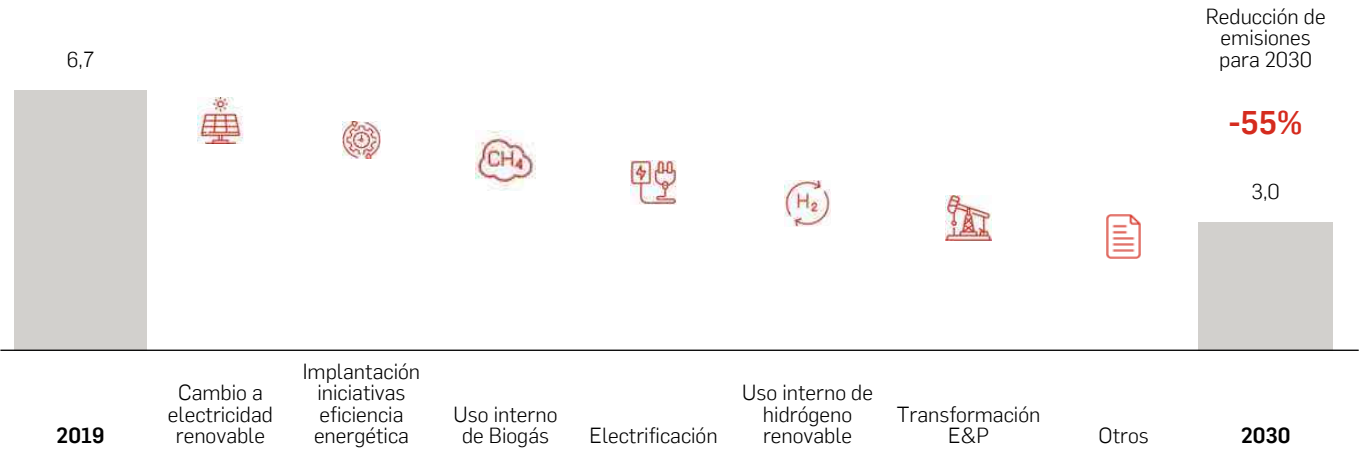 Reducción de
emisiones
para 2030
6,7
-55%
CH₄
H₂
3,0
2019
Cambio a
electricidad
renovable
Implantación
iniciativas
eficiencia
energética
Uso interno
de Biogás
Electrificación
Uso interno de
hidrógeno
renovable
Transformación
E&P
Otros
2030